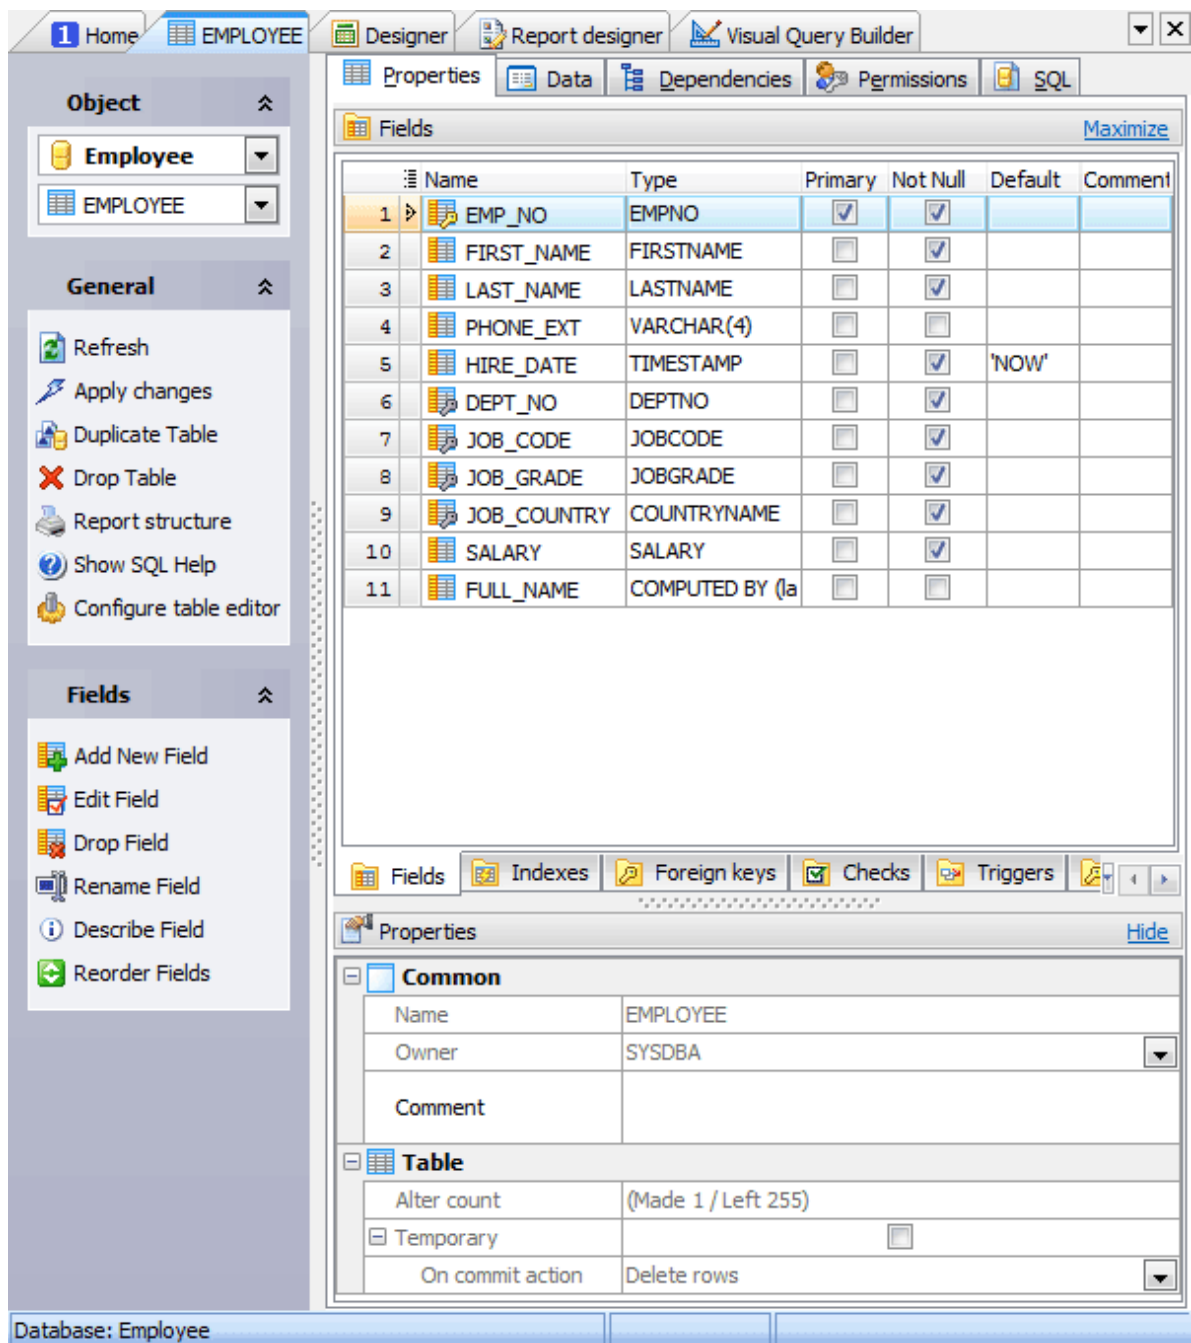 1 Home EMPLOYEE Designer Report designer Visual Query Builder
Properties Data Dependencies Permissions SQL
Object
Employee
EMPLOYEE
General
Refresh
Apply changes
Duplicate Table
Drop Table
Report structure
Show SQL Help
Configure table editor
Fields
Add New Field
Edit Field
Drop Field
Rename Field
Describe Field
Reorder Fields
Fields Maximize
Name Type Primary Not Null Default Comment
1 EMP_NO EMPNO
2 FIRST_NAME FIRSTNAME
3 LAST_NAME LASTNAME
4 PHONE_EXT VARCHAR(4)
5 HIRE_DATE TIMESTAMP 'NOW'
6 DEPT_NO DEPTNO
7 JOB_CODE JOBCODE
8 JOB_GRADE JOBGRADE
9 JOB_COUNTRY COUNTRYNAME
10 SALARY SALARY
11 FULL_NAME COMPUTED BY (la
Fields Indexes Foreign keys Checks Triggers
Properties Hide
Common
Name EMPLOYEE
Owner SYSDBA
Comment
Table
Alter count (Made 1 / Left 255)
Temporary
On commit action Delete rows
Database: Employee